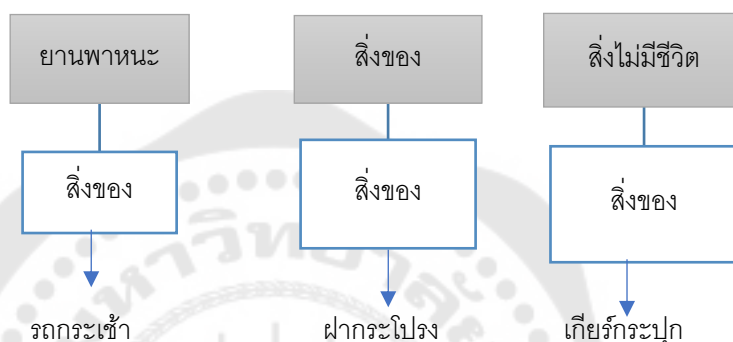 ยานพาหนะ สิ่งของ สิ่งไม่มีชีวิต
สิ่งของ สิ่งของ สิ่งของ
รถกระเช้า ฝากระโปรง เกียร์กระปุก